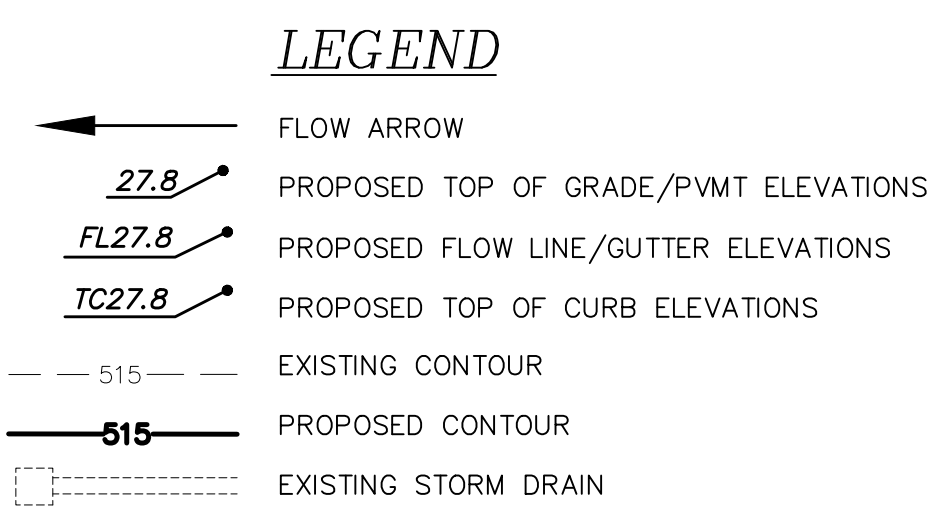 LEGEND
FLOW ARROW
27.8 PROPOSED TOP OF GRADE/PVMT ELEVATIONS
FL27.8 PROPOSED FLOW LINE/GUTTER ELEVATIONS
TC27.8 PROPOSED TOP OF CURB ELEVATIONS
515 EXISTING CONTOUR
515 PROPOSED CONTOUR
EXISTING STORM DRAIN